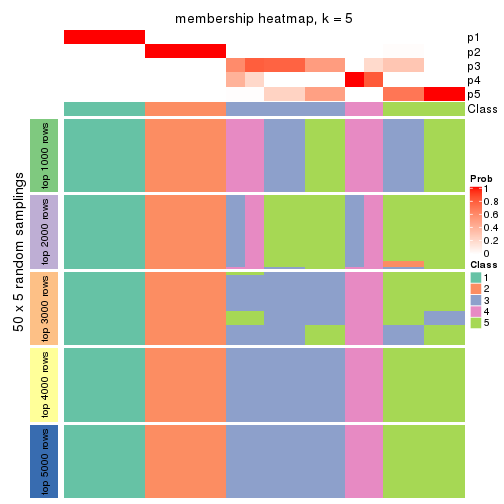 membership heatmap, k = 5
p1
p2
p3
p4
p5
Class
50 x 5 random samplings
top 1000 rows
top 2000 rows
top 3000 rows
top 4000 rows
top 5000 rows
Prob
1
0.8
0.6
0.4
0.2
0
Class
1
2
3
4
5